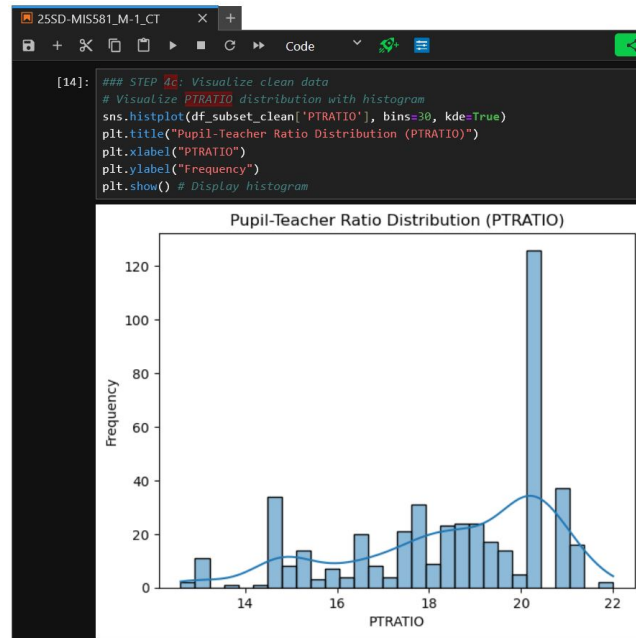 25SD-MIS581_M-1_CT
Code
[14]:
### STEP 4c: Visualize clean data
# Visualize PTRATIO distribution with histogram
sns.histplot(df_subset_clean['PTRATIO'], bins=30, kde=True)
plt.title("Pupil-Teacher Ratio Distribution (PTRATIO)")
plt.xlabel("PTRATIO")
plt.ylabel("Frequency")
plt.show() # Display histogram
Pupil-Teacher Ratio Distribution (PTRATIO)
120
100
80
60
40
20
0
Frequency
14 16 18 20 22
PTRATIO